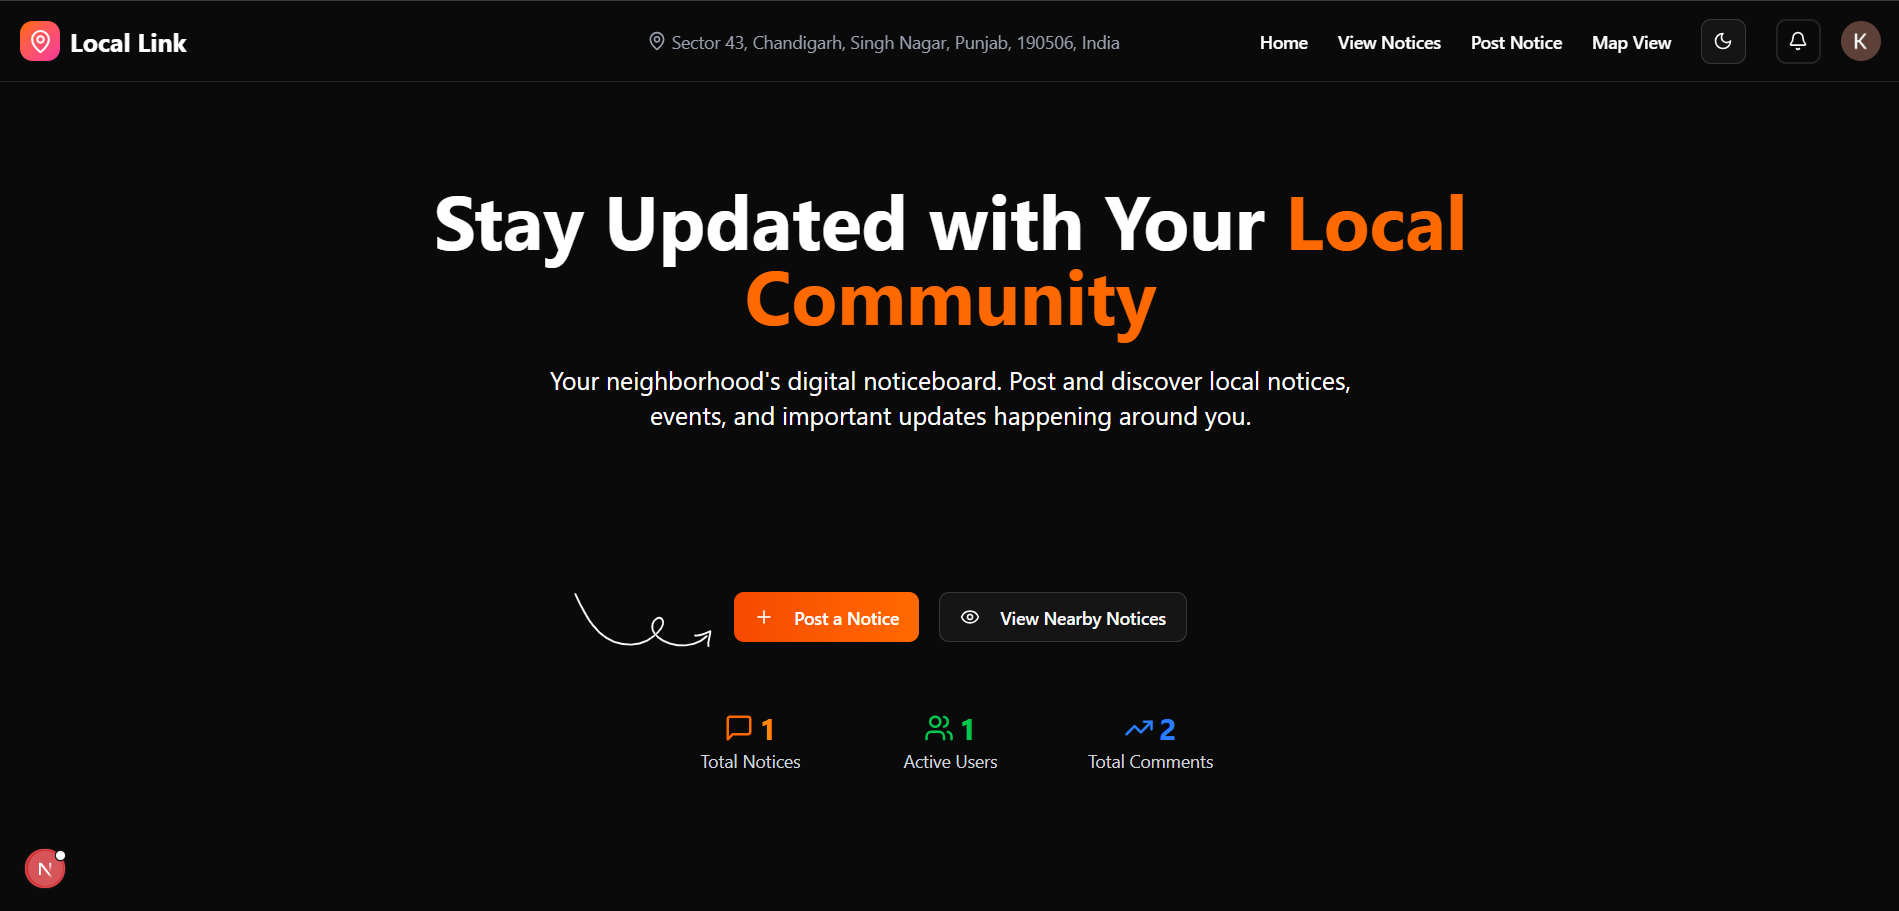 Local Link
Sector 43, Chandigarh, Singh Nagar, Punjab, 190506, India
Home
View Notices
Post Notice
Map View
K
Stay Updated with Your Local
Community
Your neighborhood's digital noticeboard. Post and discover local notices,
events, and important updates happening around you.
Post a Notice
View Nearby Notices
1
Total Notices
1
Active Users
2
Total Comments
N